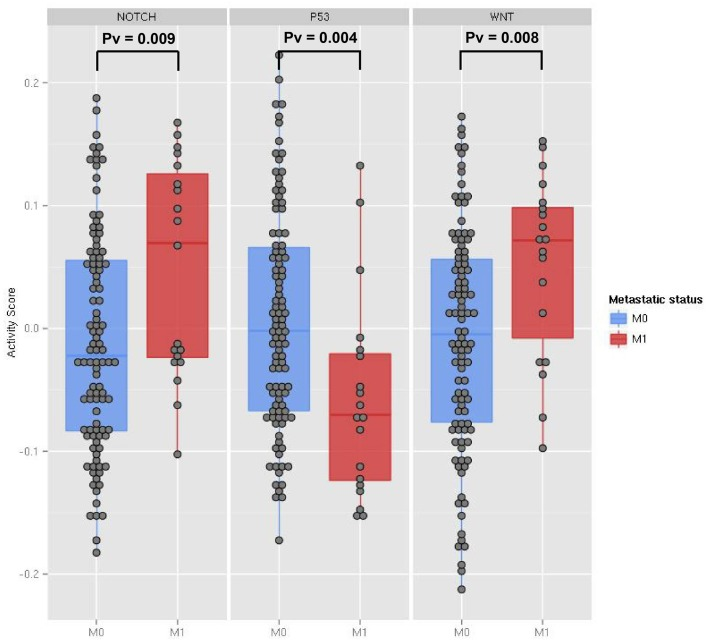 NOTCH P53 WNT
Pv = 0.009 Pv = 0.004 Pv = 0.008
0.2
0.1
0.0
-0.1
-0.2
Activity Score
M0 M1 M0 M1 M0 M1
Metastatic status
M0
M1